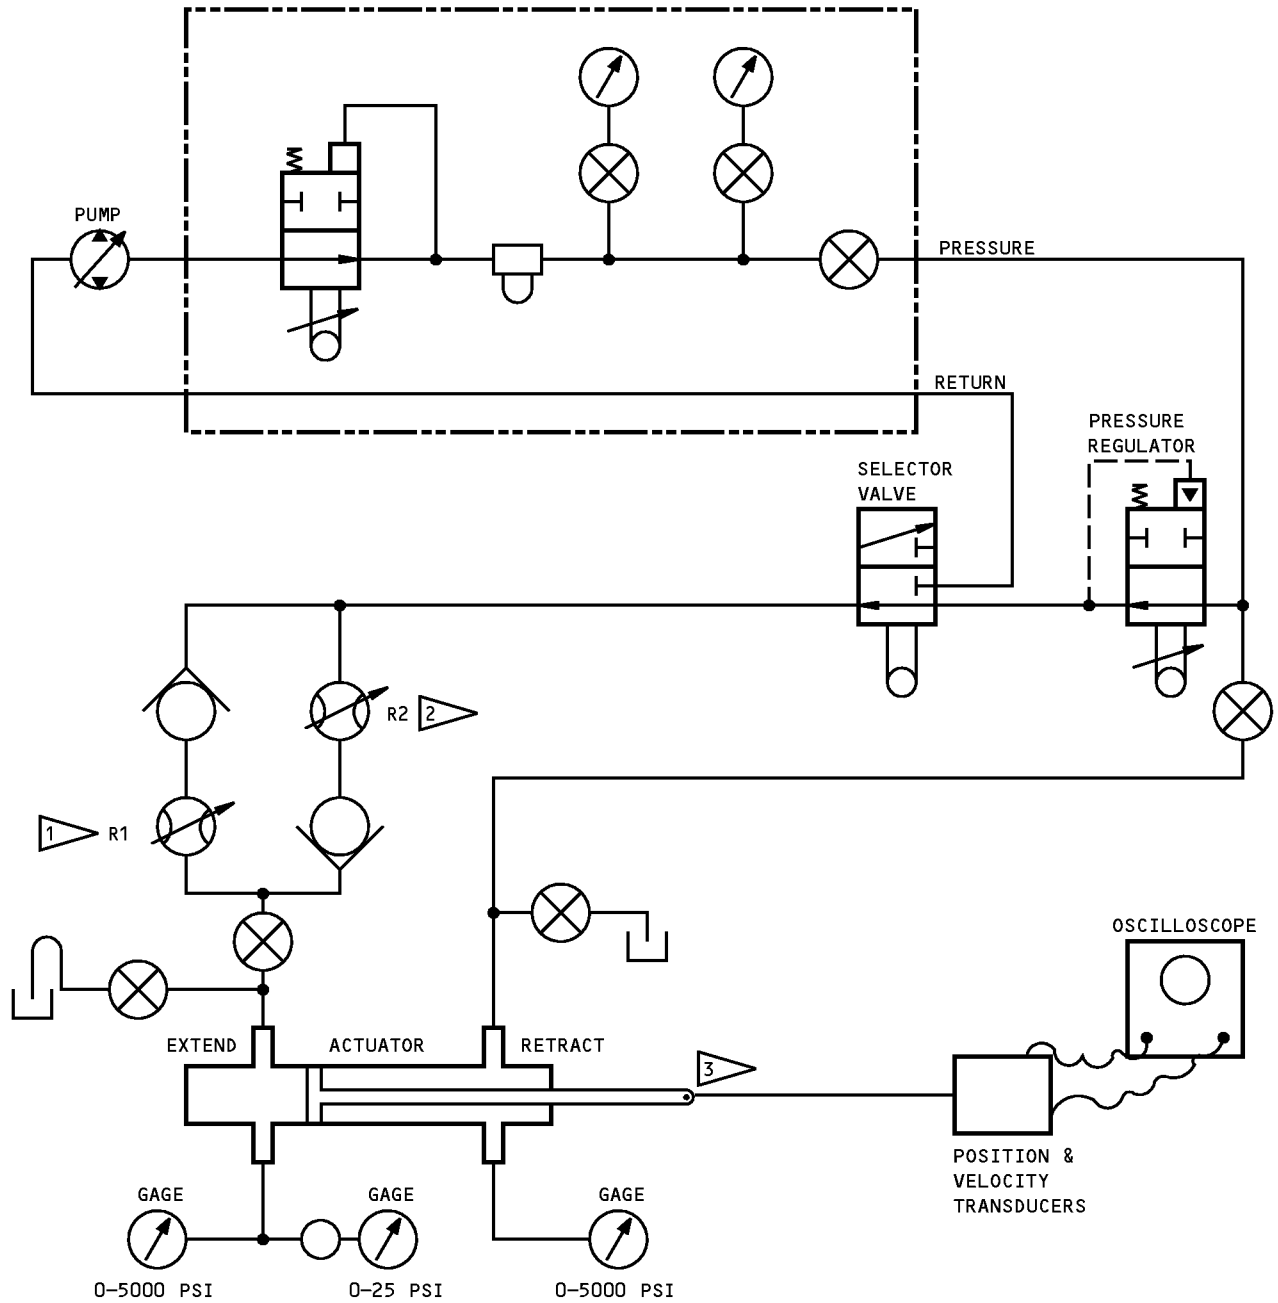 PUMP
PRESSURE
RETURN
PRESSURE
REGULATOR
SELECTOR
VALVE
R2 2
1 R1
OSCILLOSCOPE
EXTEND
ACTUATOR
RETRACT
3
POSITION &
VELOCITY
TRANSDUCERS
GAGE
GAGE
GAGE
0-5000 PSI
0-25 PSI
0-5000 PSI